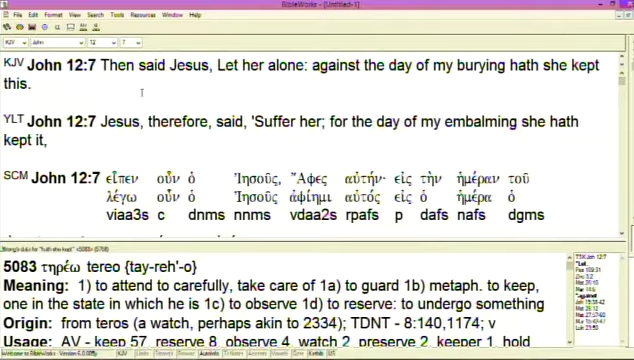 BibleWorks - [Untitled-1]
File Edit Format View Search Tools Resources Window Help
KJV John 12 7
KJV John 12:7 Then said Jesus, Let her alone: against the day of my burying hath she kept
this.
YLT John 12:7 Jesus, therefore, said, 'Suffer her; for the day of my embalming she hath
kept it,
SCM John 12:7 εἶπεν οὖν ὁ Ἰησοῦς, Ἄφες αὐτήν· εἰς τὴν ἡμέραν τοῦ
λέγω οὖν ὁ Ἰησοῦς ἀφίημι αὐτός εἰς ὁ ἡμέρα ὁ
viaa3s c dnms nnms vdaa2s rpafs p dafs nafs dgms
5083 τηρέω tereo {tay-reh'-o}
Meaning: 1) to attend to carefully, take care of 1a) to guard 1b) metaph. to keep,
one in the state in which he is 1c) to observe 1d) to reserve: to undergo something
Origin: from teros (a watch, perhaps akin to 2334); TDNT - 8:140,1174; v
Usage: AV - keep 57, reserve 8, observe 4, watch 2, preserve 2, keeper 1, hold